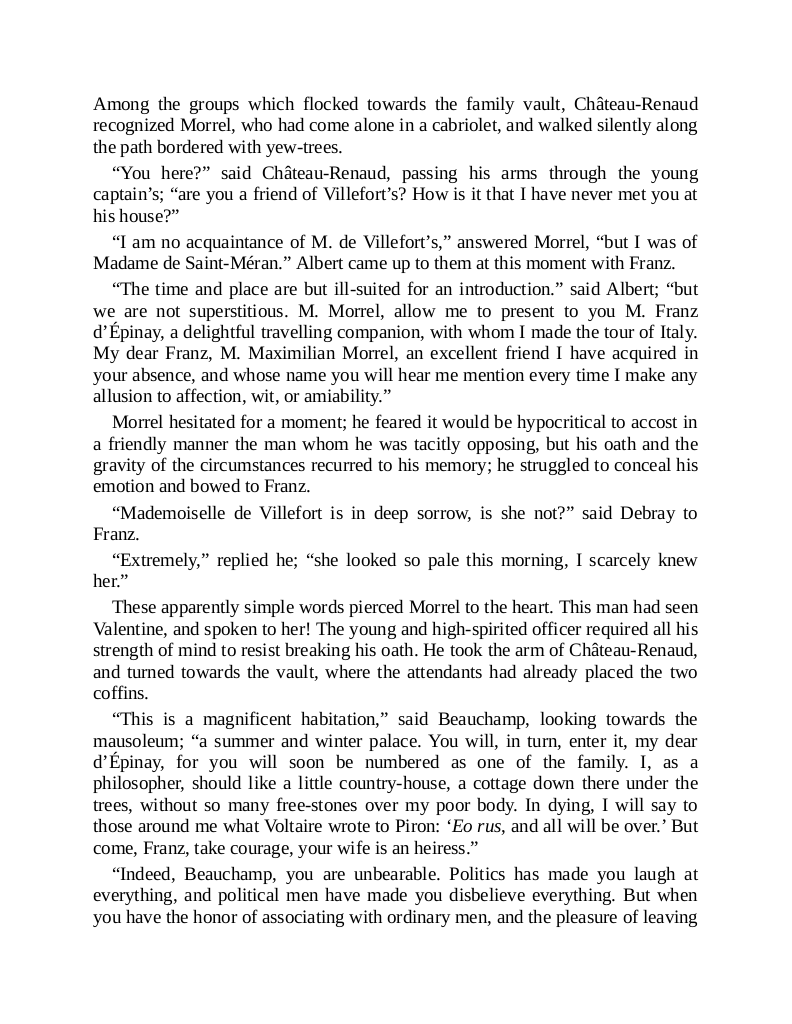 Among the groups which flocked towards the family vault, Château-Renaud
recognized Morrel, who had come alone in a cabriolet, and walked silently along
the path bordered with yew-trees.
“You here?” said Château-Renaud, passing his arms through the young
captain’s; “are you a friend of Villefort’s? How is it that I have never met you at
his house?”
“I am no acquaintance of M. de Villefort’s,” answered Morrel, “but I was of
Madame de Saint-Méran.” Albert came up to them at this moment with Franz.
“The time and place are but ill-suited for an introduction.” said Albert; “but
we are not superstitious. M. Morrel, allow me to present to you M. Franz
d’Épinay, a delightful travelling companion, with whom I made the tour of Italy.
My dear Franz, M. Maximilian Morrel, an excellent friend I have acquired in
your absence, and whose name you will hear me mention every time I make any
allusion to affection, wit, or amiability.”
Morrel hesitated for a moment; he feared it would be hypocritical to accost in
a friendly manner the man whom he was tacitly opposing, but his oath and the
gravity of the circumstances recurred to his memory; he struggled to conceal his
emotion and bowed to Franz.
“Mademoiselle de Villefort is in deep sorrow, is she not?” said Debray to
Franz.
“Extremely,” replied he; “she looked so pale this morning, I scarcely knew
her.”
These apparently simple words pierced Morrel to the heart. This man had seen
Valentine, and spoken to her! The young and high-spirited officer required all his
strength of mind to resist breaking his oath. He took the arm of Château-Renaud,
and turned towards the vault, where the attendants had already placed the two
coffins.
“This is a magnificent habitation,” said Beauchamp, looking towards the
mausoleum; “a summer and winter palace. You will, in turn, enter it, my dear
d’Épinay, for you will soon be numbered as one of the family. I, as a
philosopher, should like a little country-house, a cottage down there under the
trees, without so many free-stones over my poor body. In dying, I will say to
those around me what Voltaire wrote to Piron: ‘Eo rus, and all will be over.’ But
come, Franz, take courage, your wife is an heiress.”
“Indeed, Beauchamp, you are unbearable. Politics has made you laugh at
everything, and political men have made you disbelieve everything. But when
you have the honor of associating with ordinary men, and the pleasure of leaving